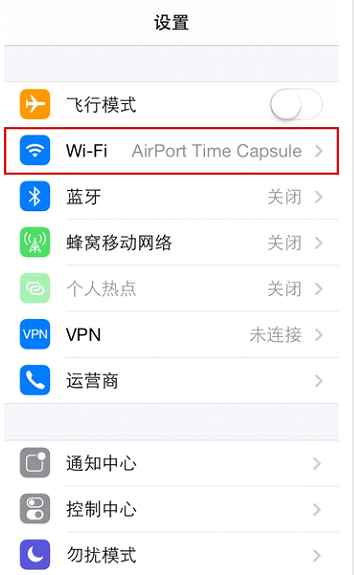 设置
飞行模式
Wi-Fi AirPort Time Capsule
蓝牙 关闭
蜂窝移动网络 关闭
个人热点 关闭
VPN VPN 未连接
运营商
通知中心
控制中心
勿扰模式